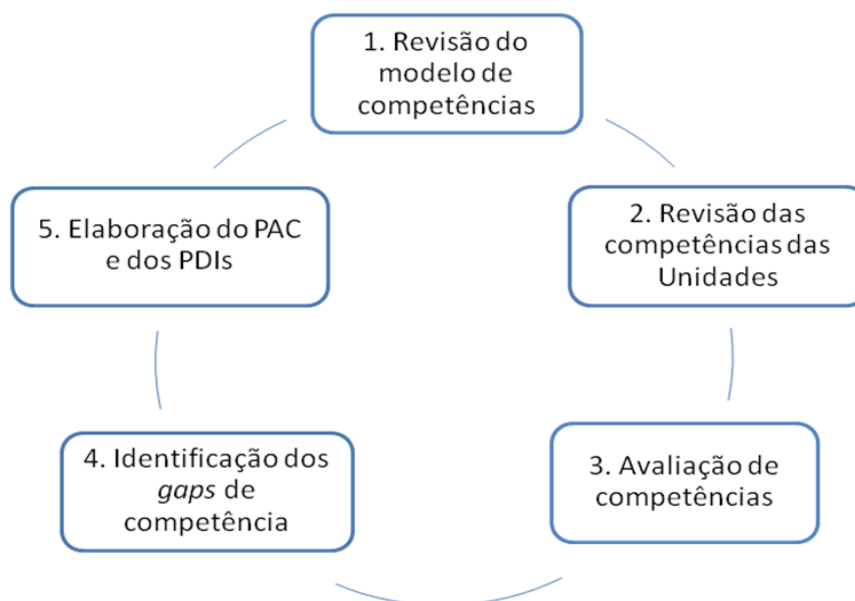 1. Revisão do
modelo de
competências
2. Revisão das
competências das
Unidades
3. Avaliação de
competências
4. Identificação dos
gaps de
competência
5. Elaboração do PAC
e dos PDIs